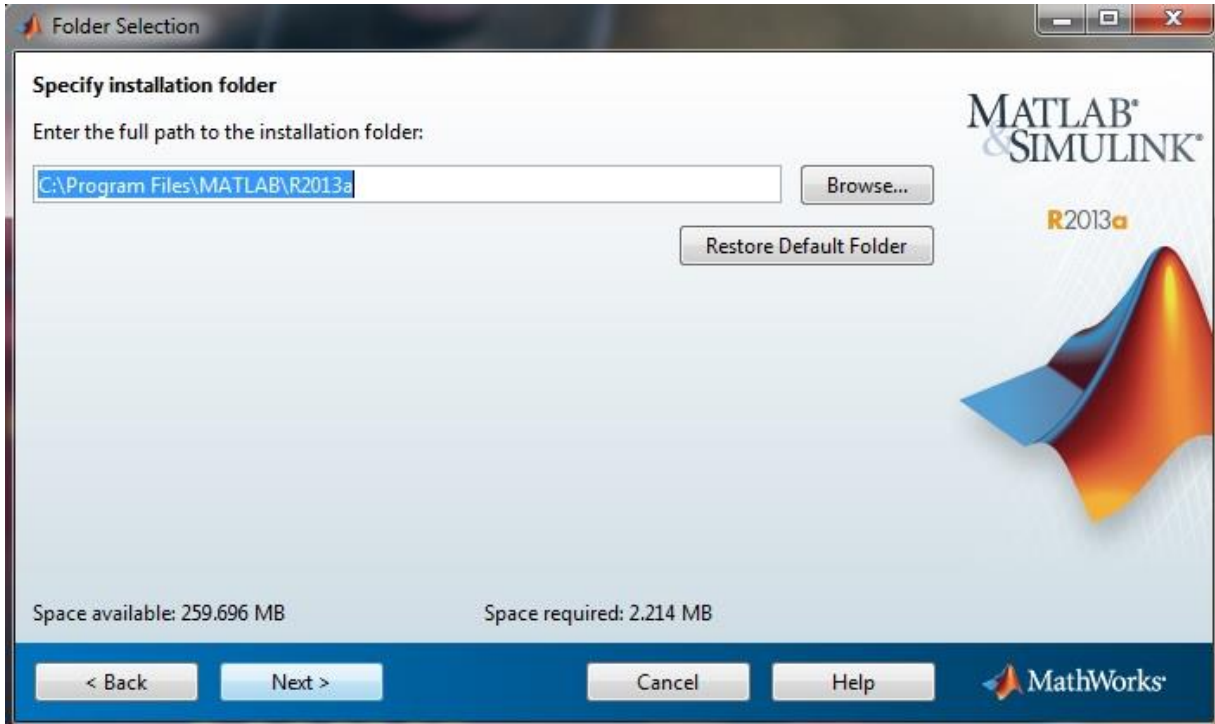 Folder Selection
Specify installation folder
Enter the full path to the installation folder:
C:\Program Files\MATLAB\R2013a
Browse...
Restore Default Folder
MATLAB®
&SIMULINK®
R2013a
Space available: 259.696 MB Space required: 2.214 MB
< Back Next > Cancel Help MathWorks®